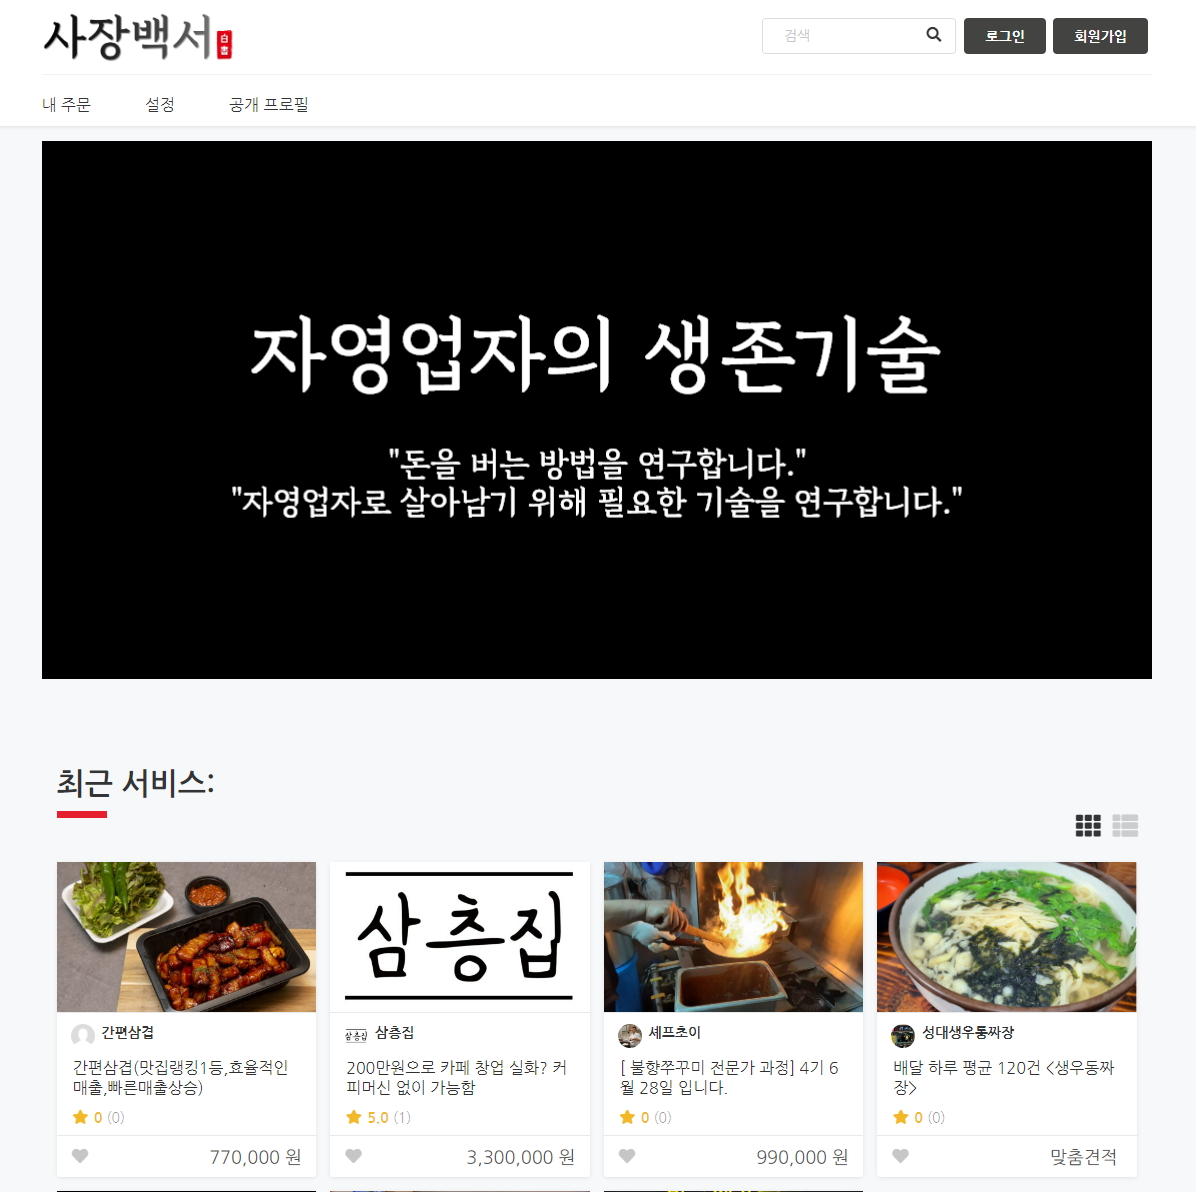 사장백서 白書
검색
로그인
회원가입
내 주문
설정
공개 프로필
자영업자의 생존기술
"돈을 버는 방법을 연구합니다."
"자영업자로 살아남기 위해 필요한 기술을 연구합니다."
최근 서비스:
간편삼겹
간편삼겹(맛집랭킹1등,효율적인
매출,빠른매출상승)
0 (0)
770,000 원
삼층집
삼층집
삼층집
200만원으로 카페 창업 실화? 커
피머신 없이 가능함
5.0 (1)
3,300,000 원
셰프초이
[ 불향쭈꾸미 전문가 과정] 4기 6
월 28일 입니다.
0 (0)
990,000 원
성대생우동짜장
배달 하루 평균 120건 <생우동짜
장>
0 (0)
맞춤견적